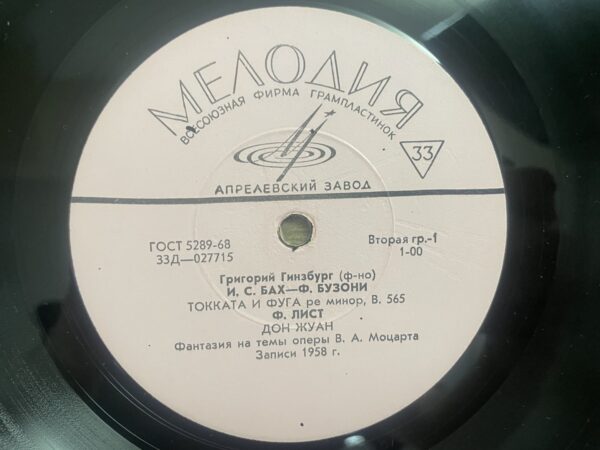 МЕЛОДИЯ
ВСЕСОЮЗНАЯ ФИРМА ГРАМПЛАСТИНОК
33
АПРЕЛЕВСКИЙ ЗАВОД
ГОСТ 5289-68
33Д—027715
Вторая гр.-1
1-00
Григорий Гинзбург (ф-но)
И. С. БАХ—Ф. БУЗОНИ
ТОККАТА И ФУГА ре минор, В. 565
Ф. ЛИСТ
ДОН ЖУАН
Фантазия на темы оперы В. А. Моцарта
Записи 1958 г.